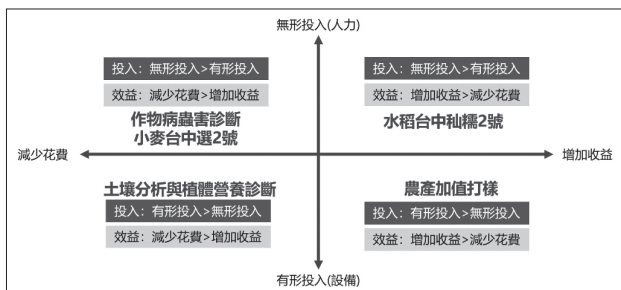 無形投入(人力)
投入：無形投入>有形投入
效益：減少花費>增加收益
作物病蟲害診斷
小麥台中選2號
投入：無形投入>有形投入
效益：增加收益>減少花費
水稻台中秈糯2號
減少花費
增加收益
土壤分析與植體營養診斷
投入：有形投入>無形投入
效益：減少花費>增加收益
農產加值打樣
投入：有形投入>無形投入
效益：增加收益>減少花費
有形投入(設備)